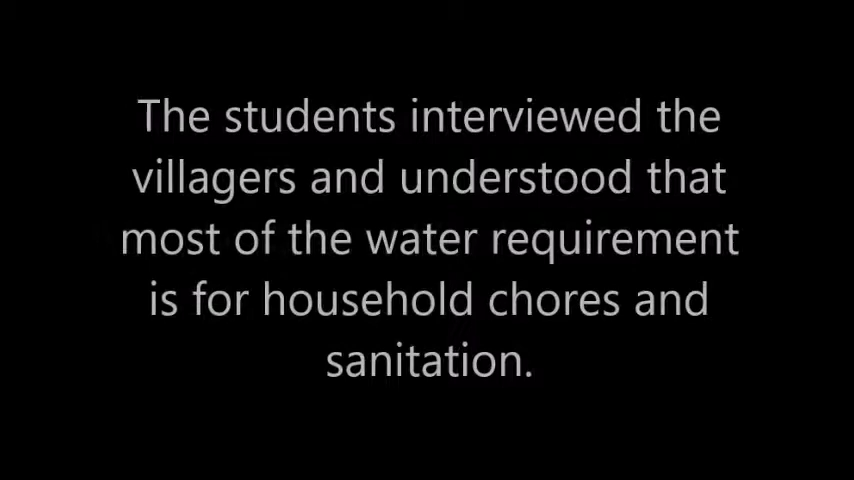 The students interviewed the
villagers and understood that
most of the water requirement
is for household chores and
sanitation.